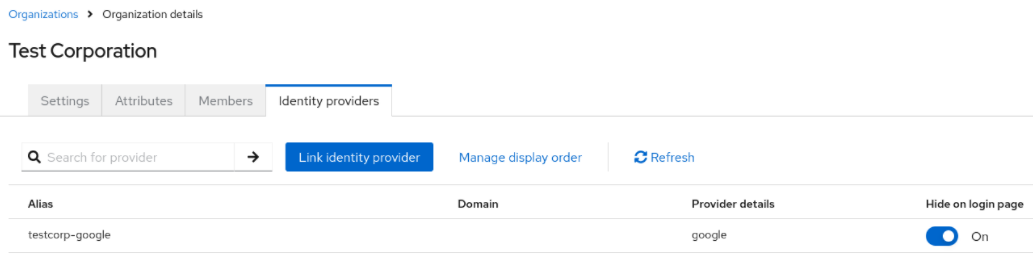 Organizations > Organization details
Test Corporation
Settings Attributes Members Identity providers
Search for provider Link identity provider Manage display order Refresh
Alias Domain Provider details Hide on login page
testcorp-google google On